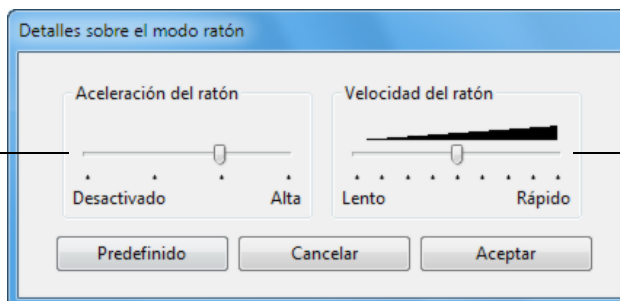 Detalles sobre el modo ratón
Aceleración del ratón
Desactivado Alta
Velocidad del ratón
Lento Rápido
Predefinido Cancelar Aceptar